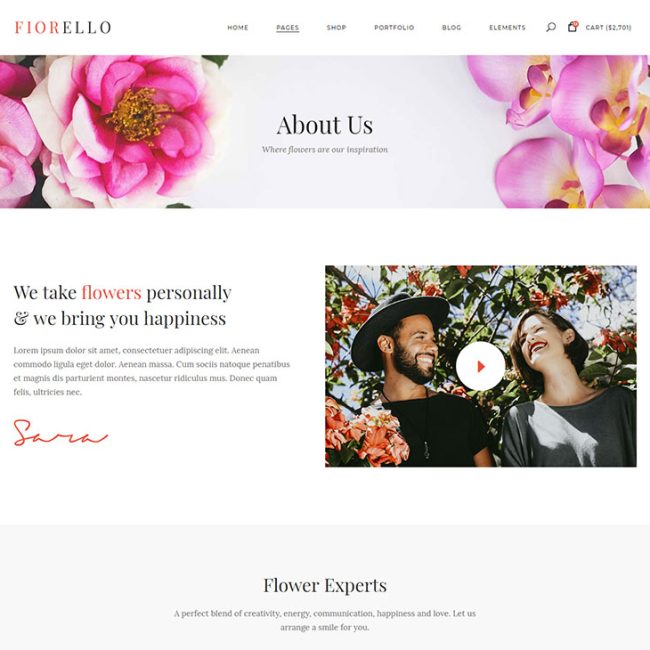 FIORELLO
HOME PAGES SHOP PORTFOLIO BLOG ELEMENTS CART ($2,701)
About Us
Where flowers are our inspiration
We take flowers personally
& we bring you happiness
Lorem ipsum dolor sit amet, consectetuer adipiscing elit. Aenean
commodo ligula eget dolor. Aenean massa. Cum sociis natoque penatibus
et magnis dis parturient montes, nascetur ridiculus mus. Donec quam
felis, ultricies nec.
Sara
Flower Experts
A perfect blend of creativity, energy, communication, happiness and love. Let us
arrange a smile for you.